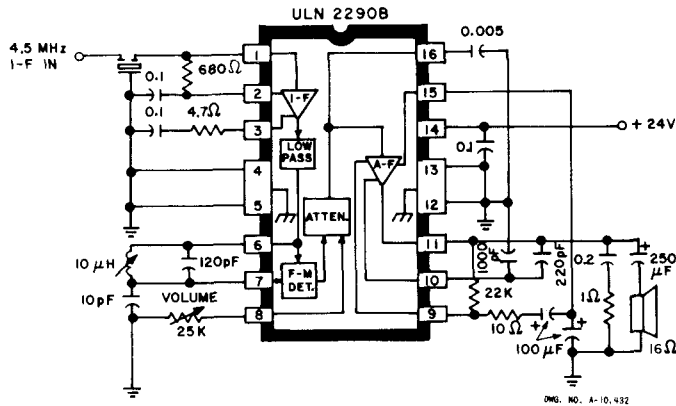 ULN 2290B
4.5 MHz
I-F IN
680Ω
0.1
0.1
4.7Ω
1
2
3
4
5
6
7
8
I-F
LOW
PASS
ATTEN.
F-M
DET.
A-F
16
15
14
13
12
11
10
9
0.005
+ 24V
0.1
10 μH
120pF
10 pF
VOLUME
25K
1000
pF
220pF
0.2
250
μF
22K
10Ω
1Ω
+
+
+
100 μF
16Ω
DWG. NO. A-10,432